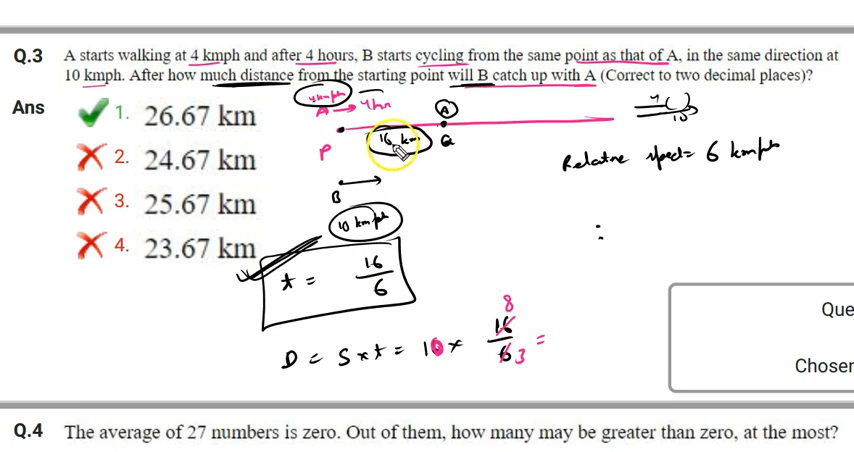 Q.3 A starts walking at 4 kmph and after 4 hours, B starts cycling from the same point as that of A, in the same direction at
10 kmph. After how much distance from the starting point will B catch up with A (Correct to two decimal places)?
Ans
1. 26.67 km
2. 24.67 km
3. 25.67 km
4. 23.67 km
4 kmph
A → 4hr
A
P
16 km
Q
Relative speed = 6 kmph
B
10 kmph
t = 16/6
D = S x t = 10 x 16/6 =
8
3
Que
Chosen
Q.4 The average of 27 numbers is zero. Out of them, how many may be greater than zero, at the most?